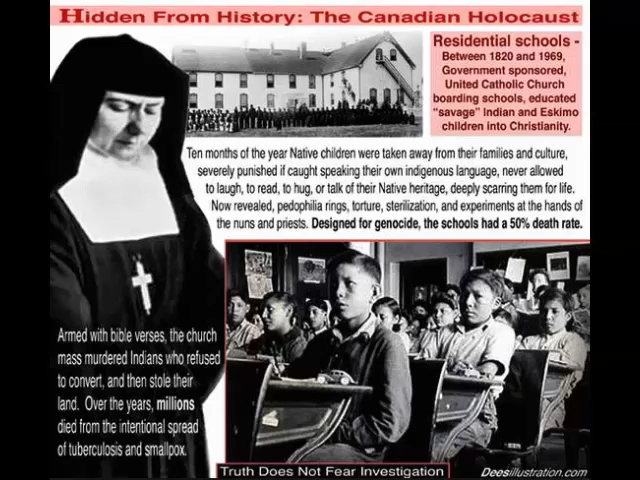 Hidden From History: The Canadian Holocaust
Residential schools -
Between 1820 and 1969,
Government sponsored,
United Catholic Church
boarding schools, educated
"savage" Indian and Eskimo
children into Christianity.
Ten months of the year Native children were taken away from their families and culture,
severely punished if caught speaking their own indigenous language, never allowed
to laugh, to read, to hug, or talk of their Native heritage, deeply scarring them for life.
Now revealed, pedophilia rings, torture, sterilization, and experiments at the hands of
the nuns and priests. Designed for genocide, the schools had a 50% death rate.
Armed with bible verses, the church
mass murdered Indians who refused
to convert, and then stole their
land. Over the years, millions
died from the intentional spread
of tuberculosis and smallpox.
Truth Does Not Fear Investigation
Deesillustration.com